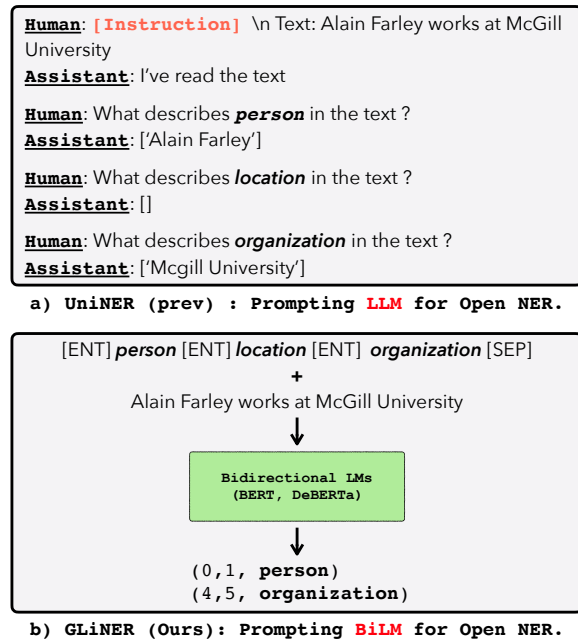 Human: [Instruction] \n Text: Alain Farley works at McGill
University
Assistant: I've read the text
Human: What describes person in the text ?
Assistant: ['Alain Farley']
Human: What describes location in the text ?
Assistant: []
Human: What describes organization in the text ?
Assistant: ['Mcgill University']
a) UniNER (prev) : Prompting LLM for Open NER.
[ENT] person [ENT] location [ENT] organization [SEP]
+
Alain Farley works at McGill University
Bidirectional LMs
(BERT, DeBERTa)
(0,1, person)
(4,5, organization)
b) GLiNER (Ours): Prompting BiLM for Open NER.